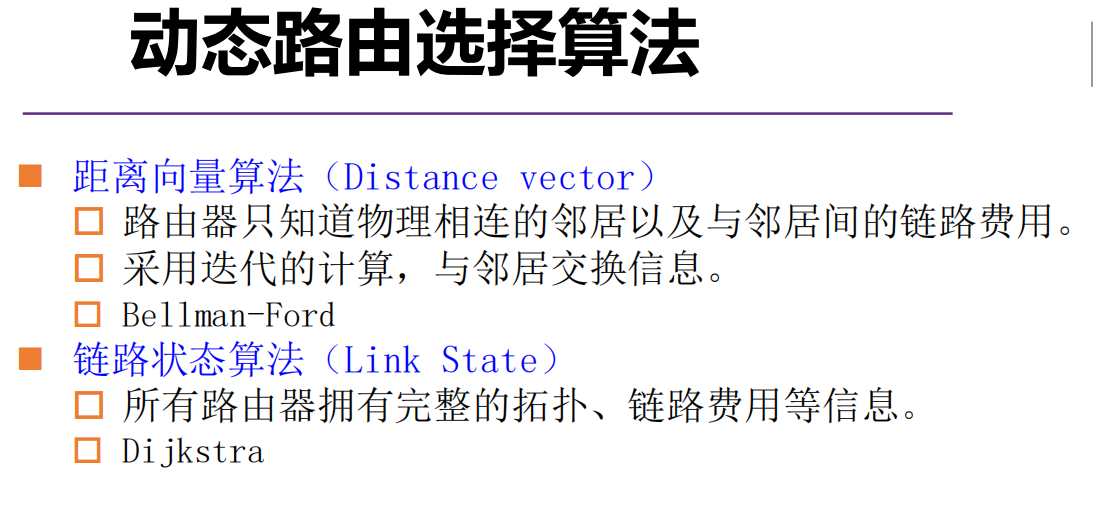 动态路由选择算法
距离向量算法（Distance vector）
路由器只知道物理相连的邻居以及与邻居间的链路费用。
采用迭代的计算，与邻居交换信息。
Bellman-Ford
链路状态算法（Link State）
所有路由器拥有完整的拓扑、链路费用等信息。
Dijkstra